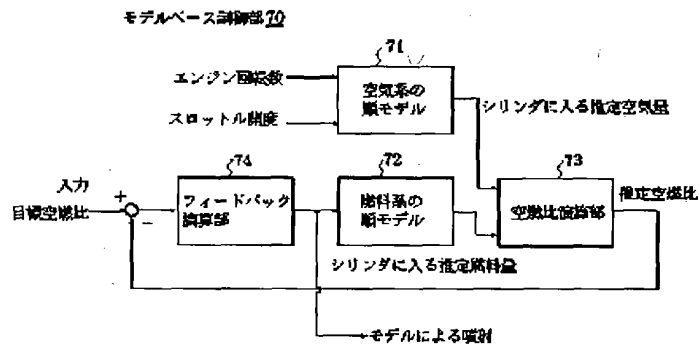 モデルベース制御部70
71
エンジン回転数
空気系の
順モデル
スロットル開度
シリンダに入る推定空気量
74
72
73
入力
目標空燃比
+
−
フィードバック
演算部
燃料系の
順モデル
空燃比演算部
推定空燃比
シリンダに入る推定燃料量
モデルによる噴射